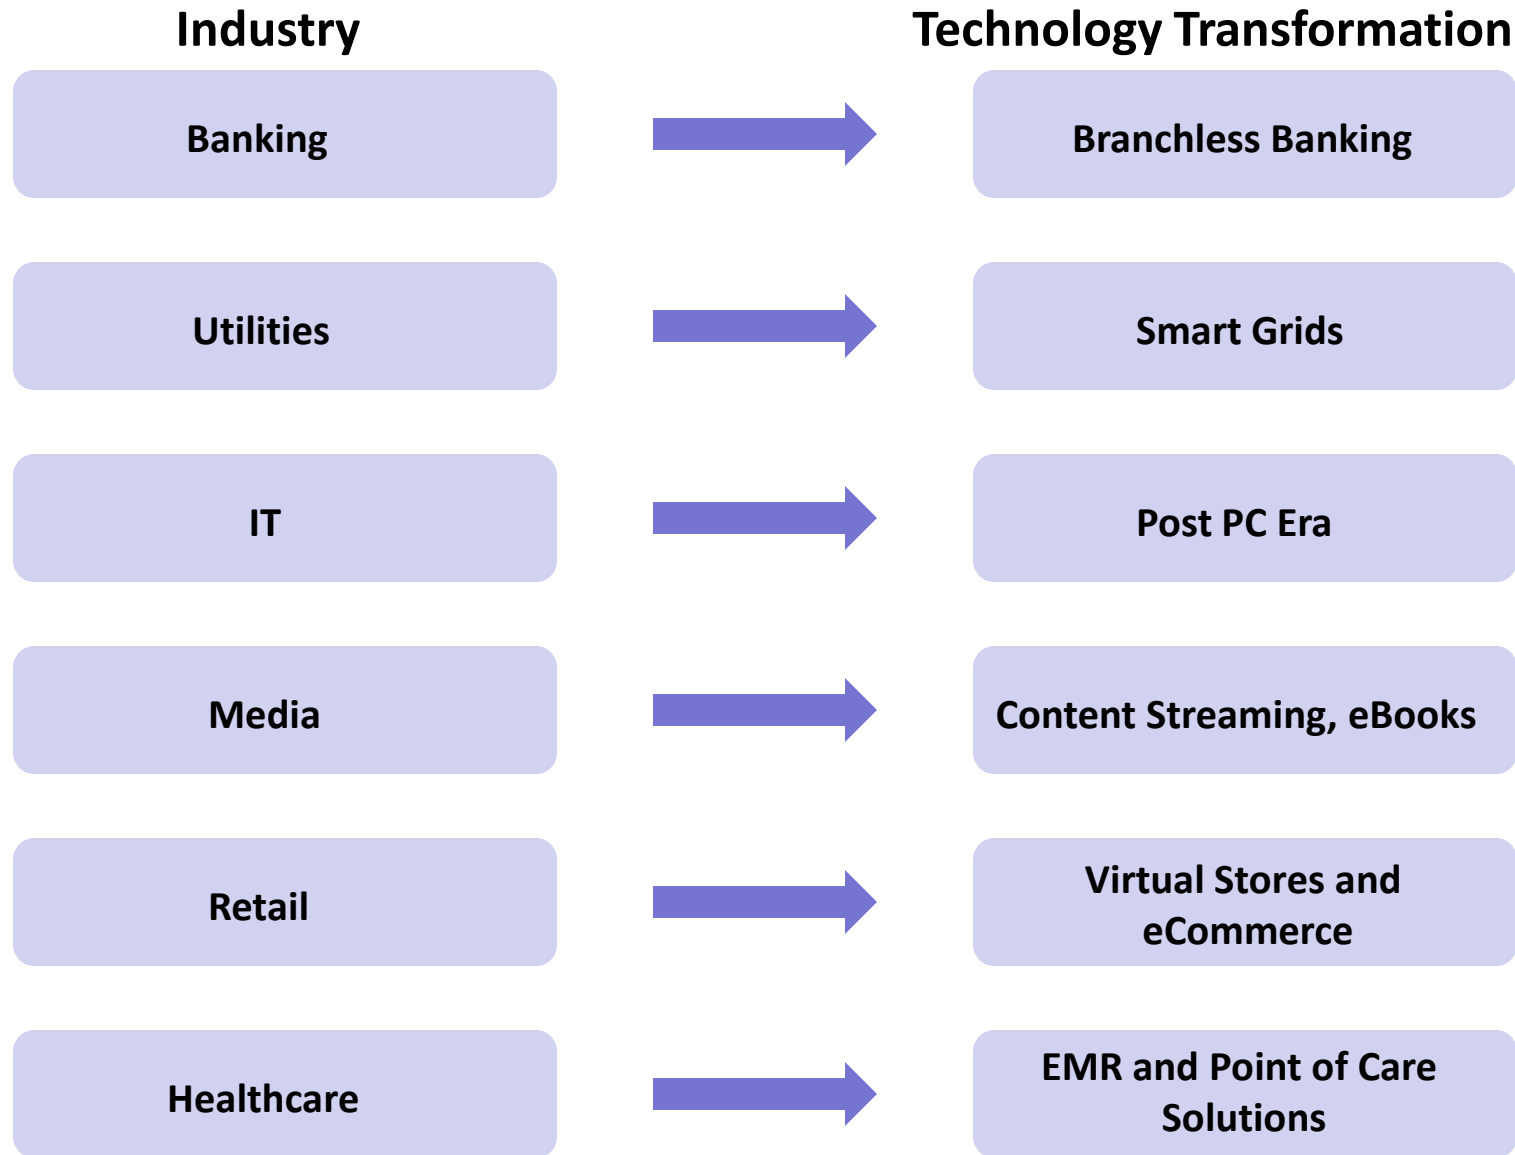 Industry
Technology Transformation
Banking
Branchless Banking
Utilities
Smart Grids
IT
Post PC Era
Media
Content Streaming, eBooks
Retail
Virtual Stores and
eCommerce
Healthcare
EMR and Point of Care
Solutions